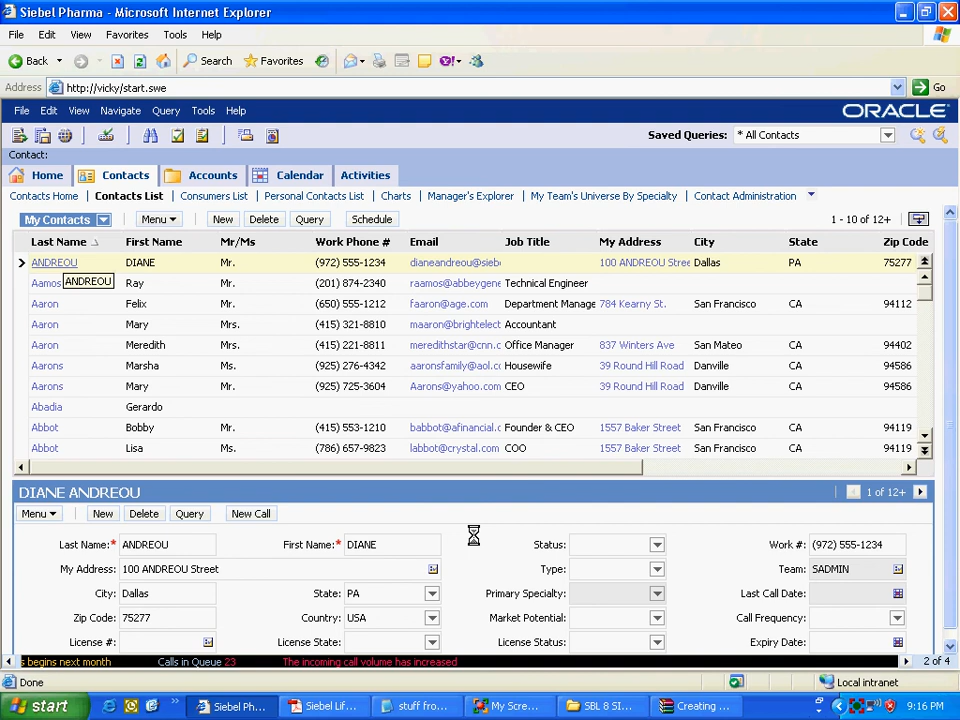 Siebel Pharma - Microsoft Internet Explorer
File Edit View Favorites Tools Help
Back Search Favorites
Address http://vicky/start.swe Go
File Edit View Navigate Query Tools Help ORACLE
Saved Queries: * All Contacts
Contact:
Home Contacts Accounts Calendar Activities
Contacts Home Contacts List Consumers List Personal Contacts List Charts Manager's Explorer My Team's Universe By Specialty Contact Administration
My Contacts Menu New Delete Query Schedule 1 - 10 of 12+
Last Name First Name Mr/Ms Work Phone # Email Job Title My Address City State Zip Code
ANDREOU DIANE Mr. (972) 555-1234 dianeandreou@siebe 100 ANDREOU Stree Dallas PA 75277
Aamos ANDREOU Ray Mr. (201) 874-2340 raamos@abbeygene Technical Engineer
Aaron Felix Mr. (650) 555-1212 faaron@age.com Department Manage 784 Kearny St. San Francisco CA 94112
Aaron Mary Mrs. (415) 321-8810 maaron@brightelect Accountant
Aaron Meredith Mr. (415) 221-8811 meredithstar@cnn.c Office Manager 837 Winters Ave San Mateo CA 94402
Aarons Marsha Ms. (925) 276-4342 aaronsfamily@aol.c Housewife 39 Round Hill Road Danville CA 94586
Aarons Mary Mr. (925) 725-3604 Aarons@yahoo.com CEO 39 Round Hill Road Danville CA 94586
Abadia Gerardo
Abbot Bobby Mr. (415) 553-1210 babbot@afinancial.c Founder & CEO 1557 Baker Street San Francisco CA 94119
Abbot Lisa Ms. (786) 657-9823 labbot@crystal.com COO 1557 Baker Street San Francisco CA 94119
DIANE ANDREOU 1 of 12+
Menu New Delete Query New Call
Last Name:* ANDREOU First Name:* DIANE Status: Work #: (972) 555-1234
My Address: 100 ANDREOU Street Type: Team: SADMIN
City: Dallas State: PA Primary Specialty: Last Call Date:
Zip Code: 75277 Country: USA Market Potential: Call Frequency:
License #: License State: License Status: Expiry Date:
s begins next month Calls in Queue 23 The incoming call volume has increased 2 of 4
Done Local intranet
start Siebel Ph... Siebel Lif... stuff fro... My Scre... SBL 8 SI... Creating ... 9:16 PM